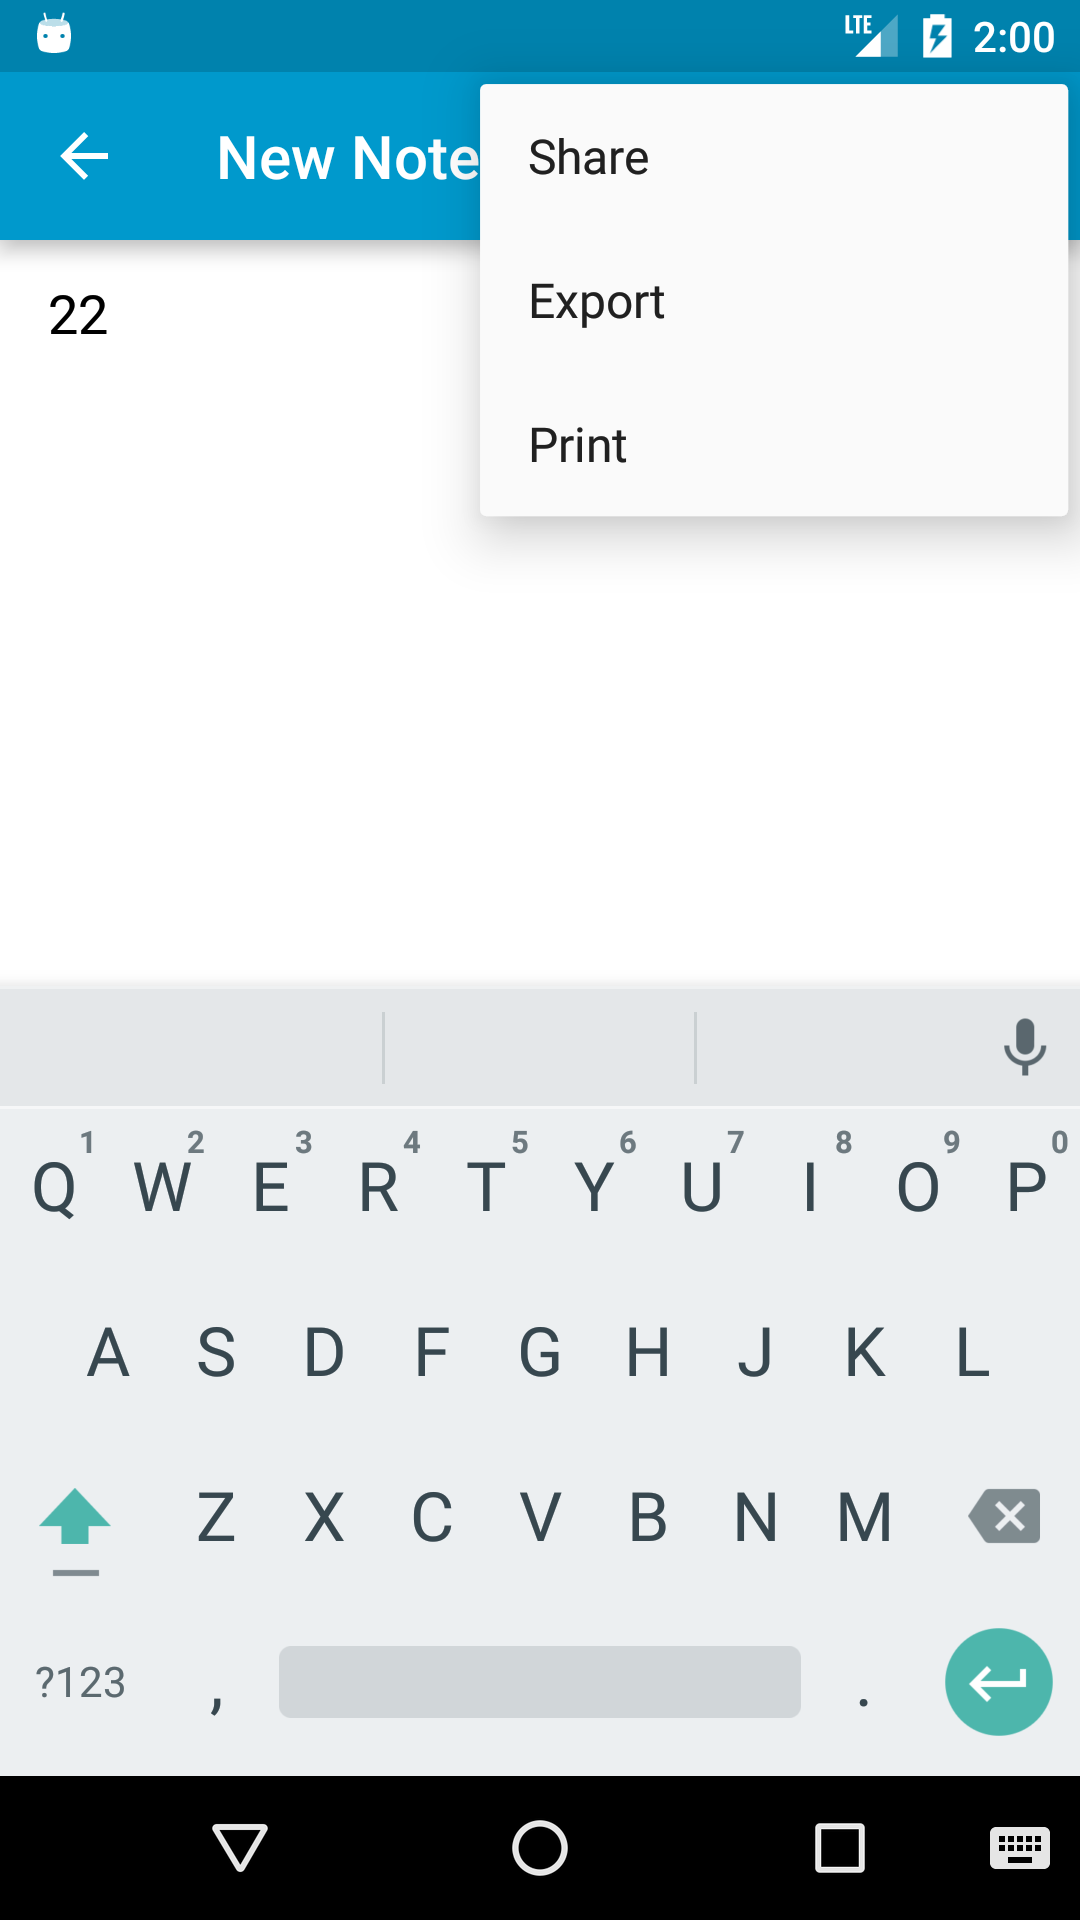 LTE 2:00
New Note
Share
22
Export
Print
1 2 3 4 5 6 7 8 9 0
Q W E R T Y U I O P
A S D F G H J K L
Z X C V B N M
?123 , .